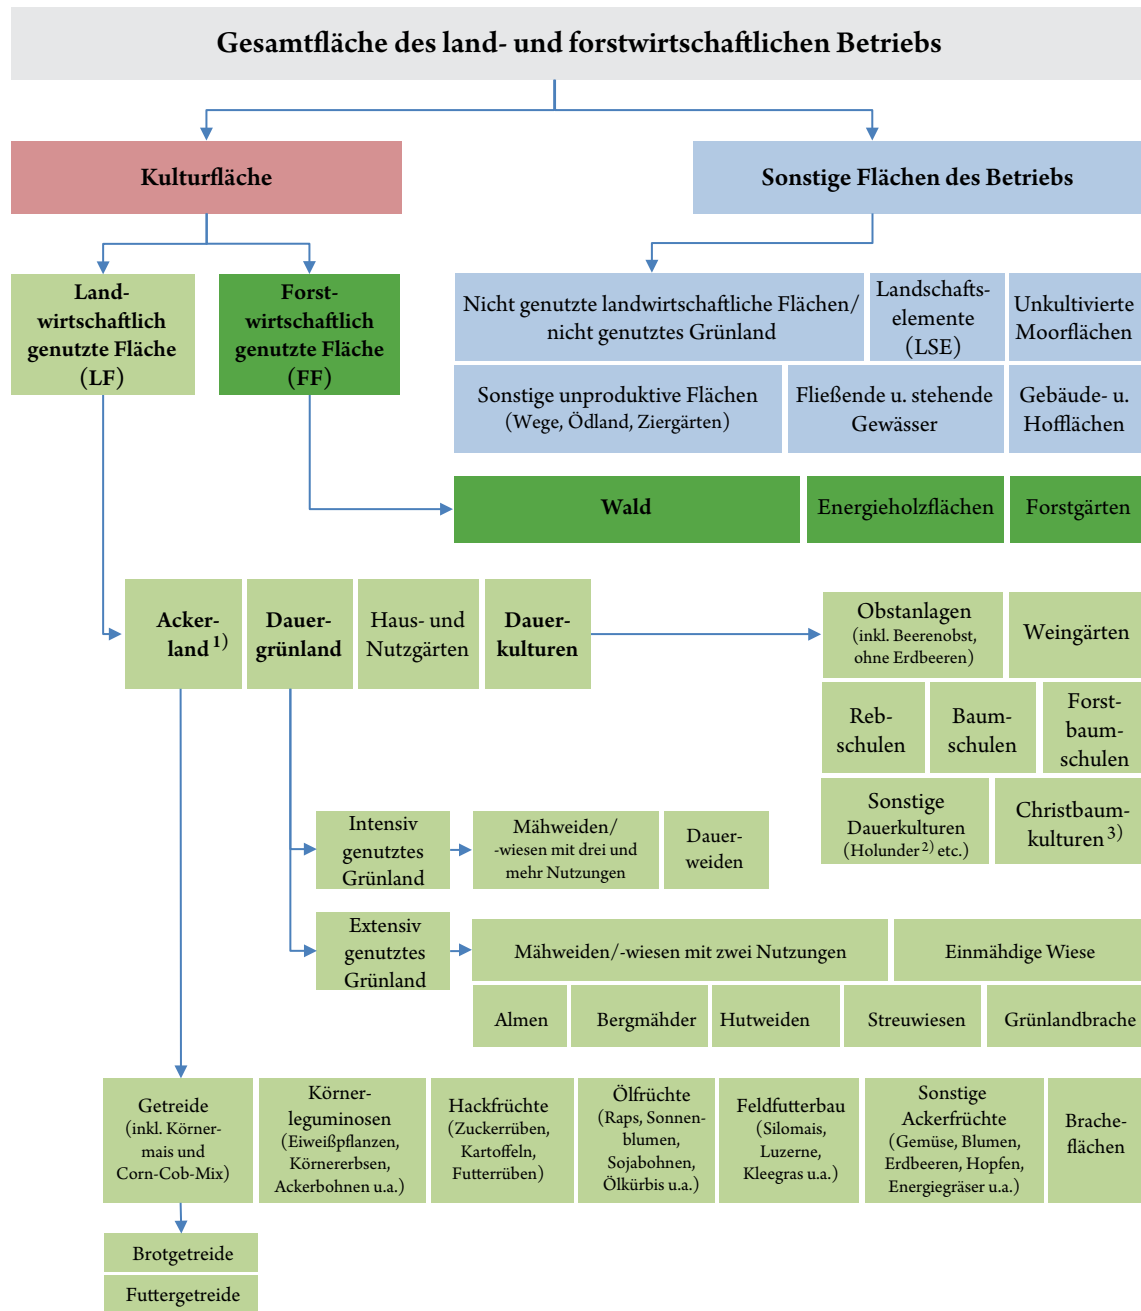 Gesamtfläche des land- und forstwirtschaftlichen Betriebs
Kulturfläche
Sonstige Flächen des Betriebs
Land-
wirtschaftlich
genutzte Fläche
(LF)
Forst-
wirtschaftlich
genutzte Fläche
(FF)
Nicht genutzte landwirtschaftliche Flächen/
nicht genutztes Grünland
Landschafts-
elemente
(LSE)
Unkultivierte
Moorflächen
Sonstige unproduktive Flächen
(Wege, Ödland, Ziergärten)
Fließende u. stehende
Gewässer
Gebäude- u.
Hofflächen
Wald
Energieholzflächen
Forstgärten
Acker-
land 1)
Dauer-
grünland
Haus- und
Nutzgärten
Dauer-
kulturen
Obstanlagen
(inkl. Beerenobst,
ohne Erdbeeren)
Weingärten
Reb-
schulen
Baum-
schulen
Forst-
baum-
schulen
Sonstige
Dauerkulturen
(Holunder 2) etc.)
Christbaum-
kulturen 3)
Intensiv
genutztes
Grünland
Mähweiden/
-wiesen mit drei und
mehr Nutzungen
Dauer-
weiden
Extensiv
genutztes
Grünland
Mähweiden/-wiesen mit zwei Nutzungen
Einmähdige Wiese
Almen
Bergmähder
Hutweiden
Streuwiesen
Grünlandbrache
Getreide
(inkl. Körner-
mais und
Corn-Cob-Mix)
Körner-
leguminosen
(Eiweißpflanzen,
Körnererbsen,
Ackerbohnen u.a.)
Hackfrüchte
(Zuckerrüben,
Kartoffeln,
Futterrüben)
Ölfrüchte
(Raps, Sonnen-
blumen,
Sojabohnen,
Ölkürbis u.a.)
Feldfutterbau
(Silomais,
Luzerne,
Kleegras u.a.)
Sonstige
Ackerfrüchte
(Gemüse, Blumen,
Erdbeeren, Hopfen,
Energiegräser u.a.)
Brache-
flächen
Brotgetreide
Futtergetreide